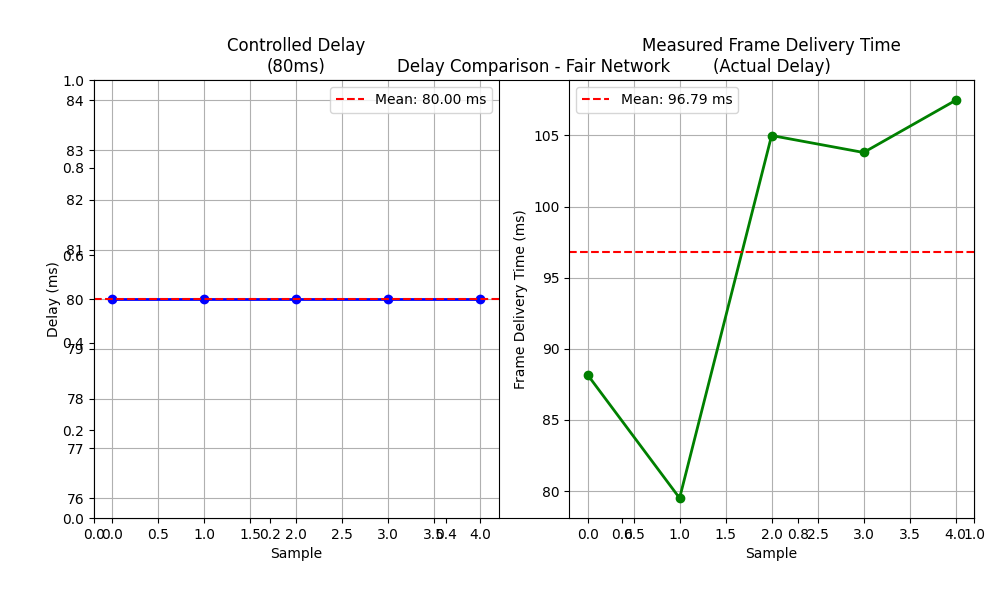 Controlled Delay
(80ms)
Delay Comparison - Fair Network
Measured Frame Delivery Time
(Actual Delay)
1.0
84
83
0.8
82
81
0.6
80
0.4
79
78
0.2
77
76
0.0
Delay (ms)
Mean: 80.00 ms
0.0 0.0 0.5 1.0 1.5 0.2 2.0 2.5 3.0 3.5 0.4 4.0
Sample
105
100
95
90
85
80
Frame Delivery Time (ms)
Mean: 96.79 ms
0.0 0.6 0.5 1.0 1.5 2.0 0.8 2.5 3.0 3.5 4.0 1.0
Sample